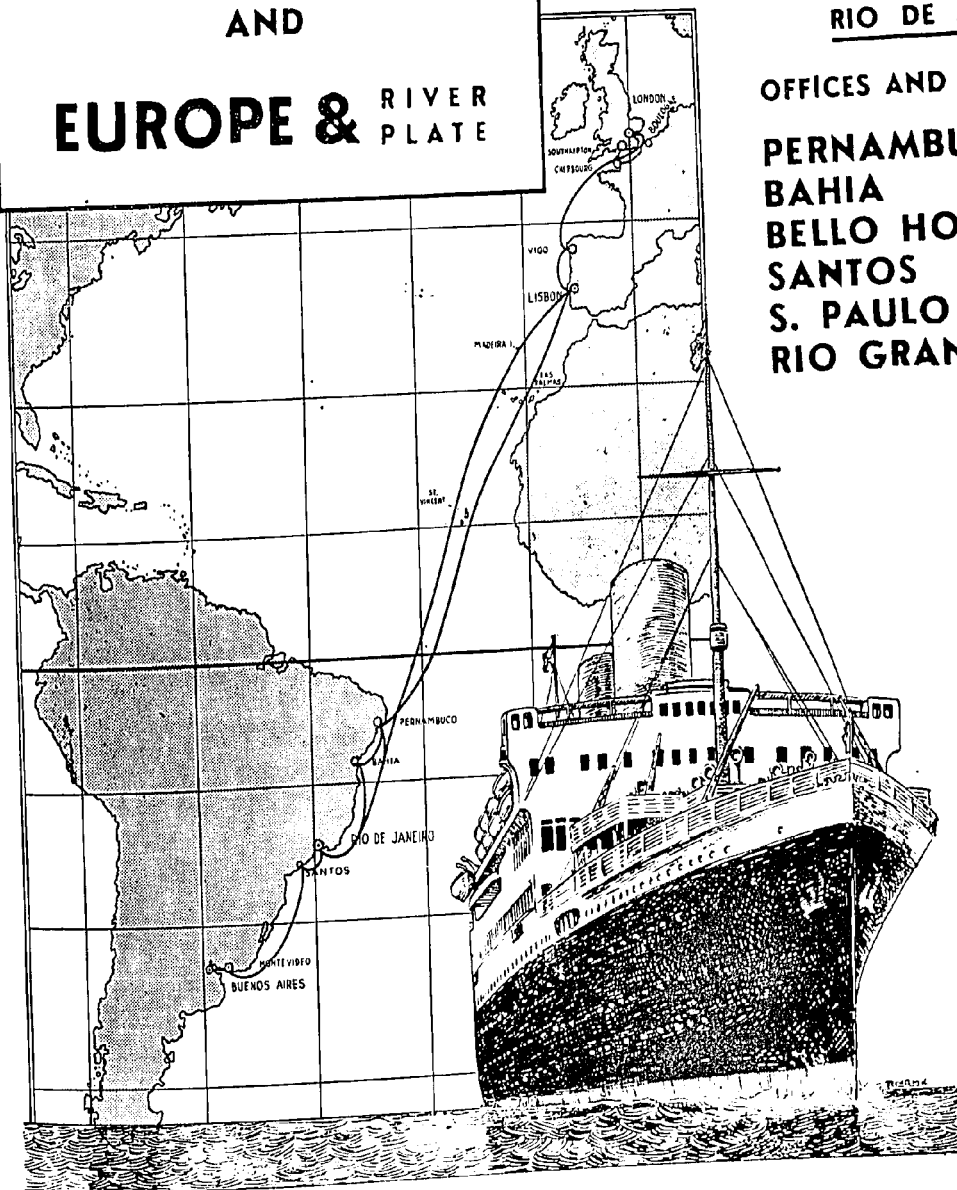 AND
EUROPE & RIVER PLATE
RIO DE
OFFICES AND
PERNAMBU
BAHIA
BELLO HO
SANTOS
S. PAULO
RIO GRAN
LONDON
BOULOGNE
SOUTHAMPTON
CHERBOURG
VIGO
LISBON
MADEIRA I.
LAS
PALMAS
ST.
VINCENT
PERNAMBUCO
BAHIA
RIO DE JANEIRO
SANTOS
MONTEVIDEO
BUENOS AIRES